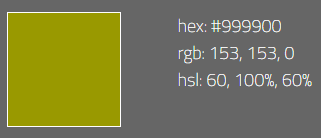 hex: #999900
rgb: 153, 153, 0
hsl: 60, 100%, 60%